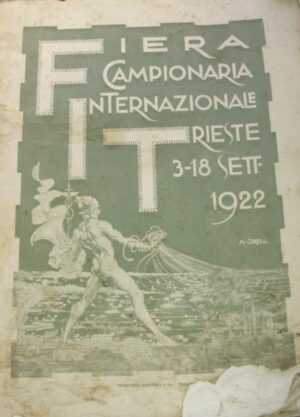 FIERA
CAMPIONARIA
INTERNAZIONALE
TRIESTE
3-18 SETT.
1922
A. ORELL